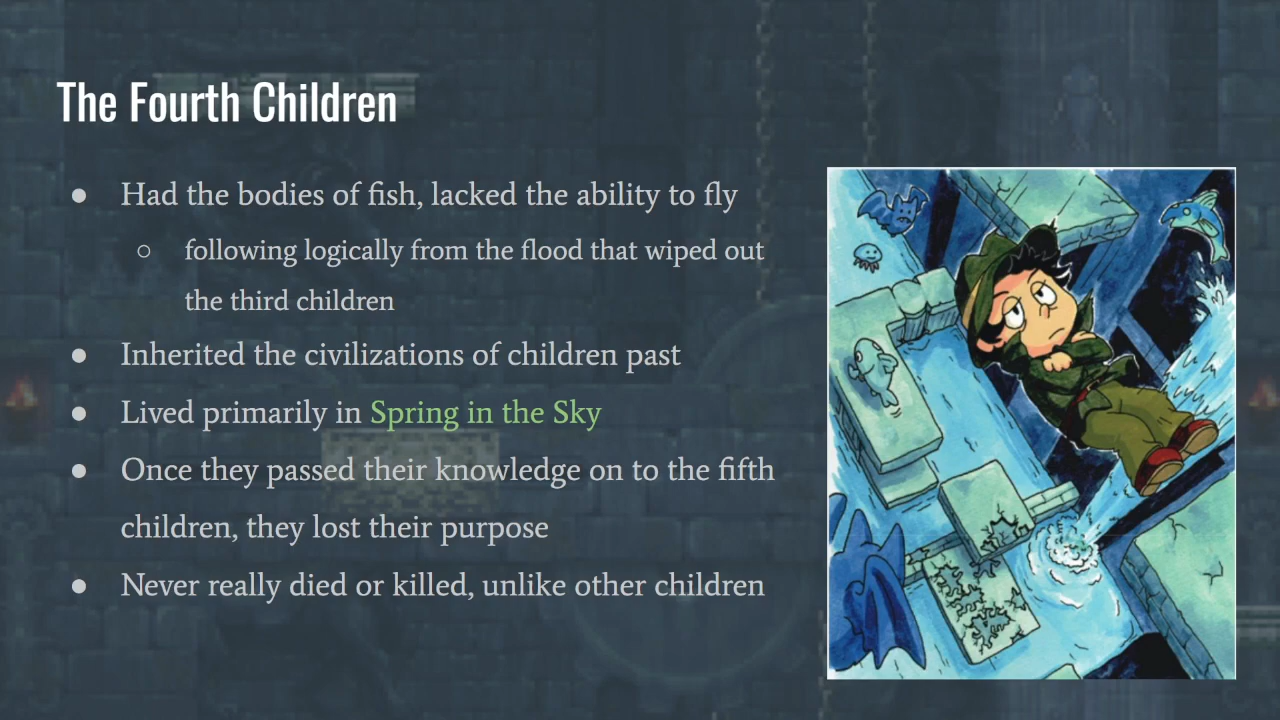 The Fourth Children
● Had the bodies of fish, lacked the ability to fly
○ following logically from the flood that wiped out
the third children
● Inherited the civilizations of children past
● Lived primarily in Spring in the Sky
● Once they passed their knowledge on to the fifth
children, they lost their purpose
● Never really died or killed, unlike other children